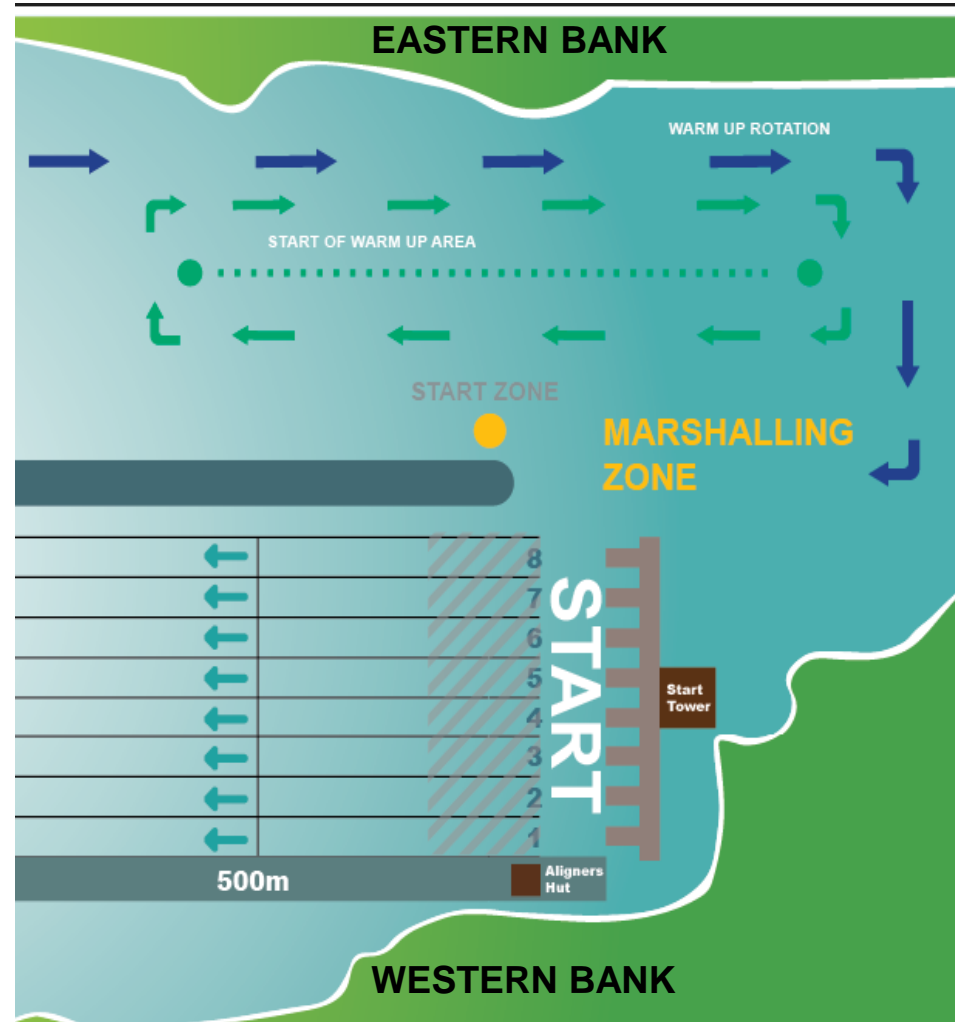 EASTERN BANK
WARM UP ROTATION
START OF WARM UP AREA
START ZONE
MARSHALLING
ZONE
8
7
6
5
4
3
2
1
START
Start
Tower
500m
Aligners
Hut
WESTERN BANK